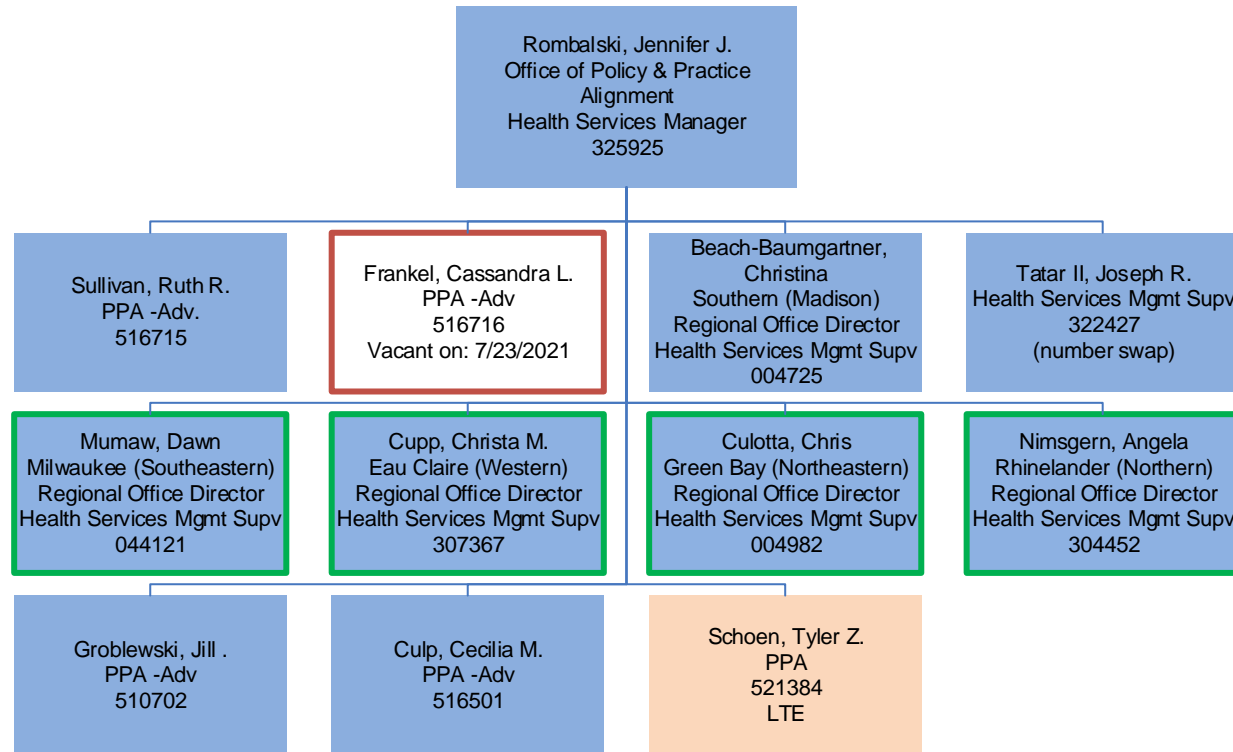 Rombalski, Jennifer J.
Office of Policy & Practice
Alignment
Health Services Manager
325925
Sullivan, Ruth R.
PPA -Adv.
516715
Frankel, Cassandra L.
PPA -Adv
516716
Vacant on: 7/23/2021
Beach-Baumgartner,
Christina
Southern (Madison)
Regional Office Director
Health Services Mgmt Supv
004725
Tatar II, Joseph R.
Health Services Mgmt Supv
322427
(number swap)
Mumaw, Dawn
Milwaukee (Southeastern)
Regional Office Director
Health Services Mgmt Supv
044121
Cupp, Christa M.
Eau Claire (Western)
Regional Office Director
Health Services Mgmt Supv
307367
Culotta, Chris
Green Bay (Northeastern)
Regional Office Director
Health Services Mgmt Supv
004982
Nimsgern, Angela
Rhinelander (Northern)
Regional Office Director
Health Services Mgmt Supv
304452
Groblewski, Jill .
PPA -Adv
510702
Culp, Cecilia M.
PPA -Adv
516501
Schoen, Tyler Z.
PPA
521384
LTE